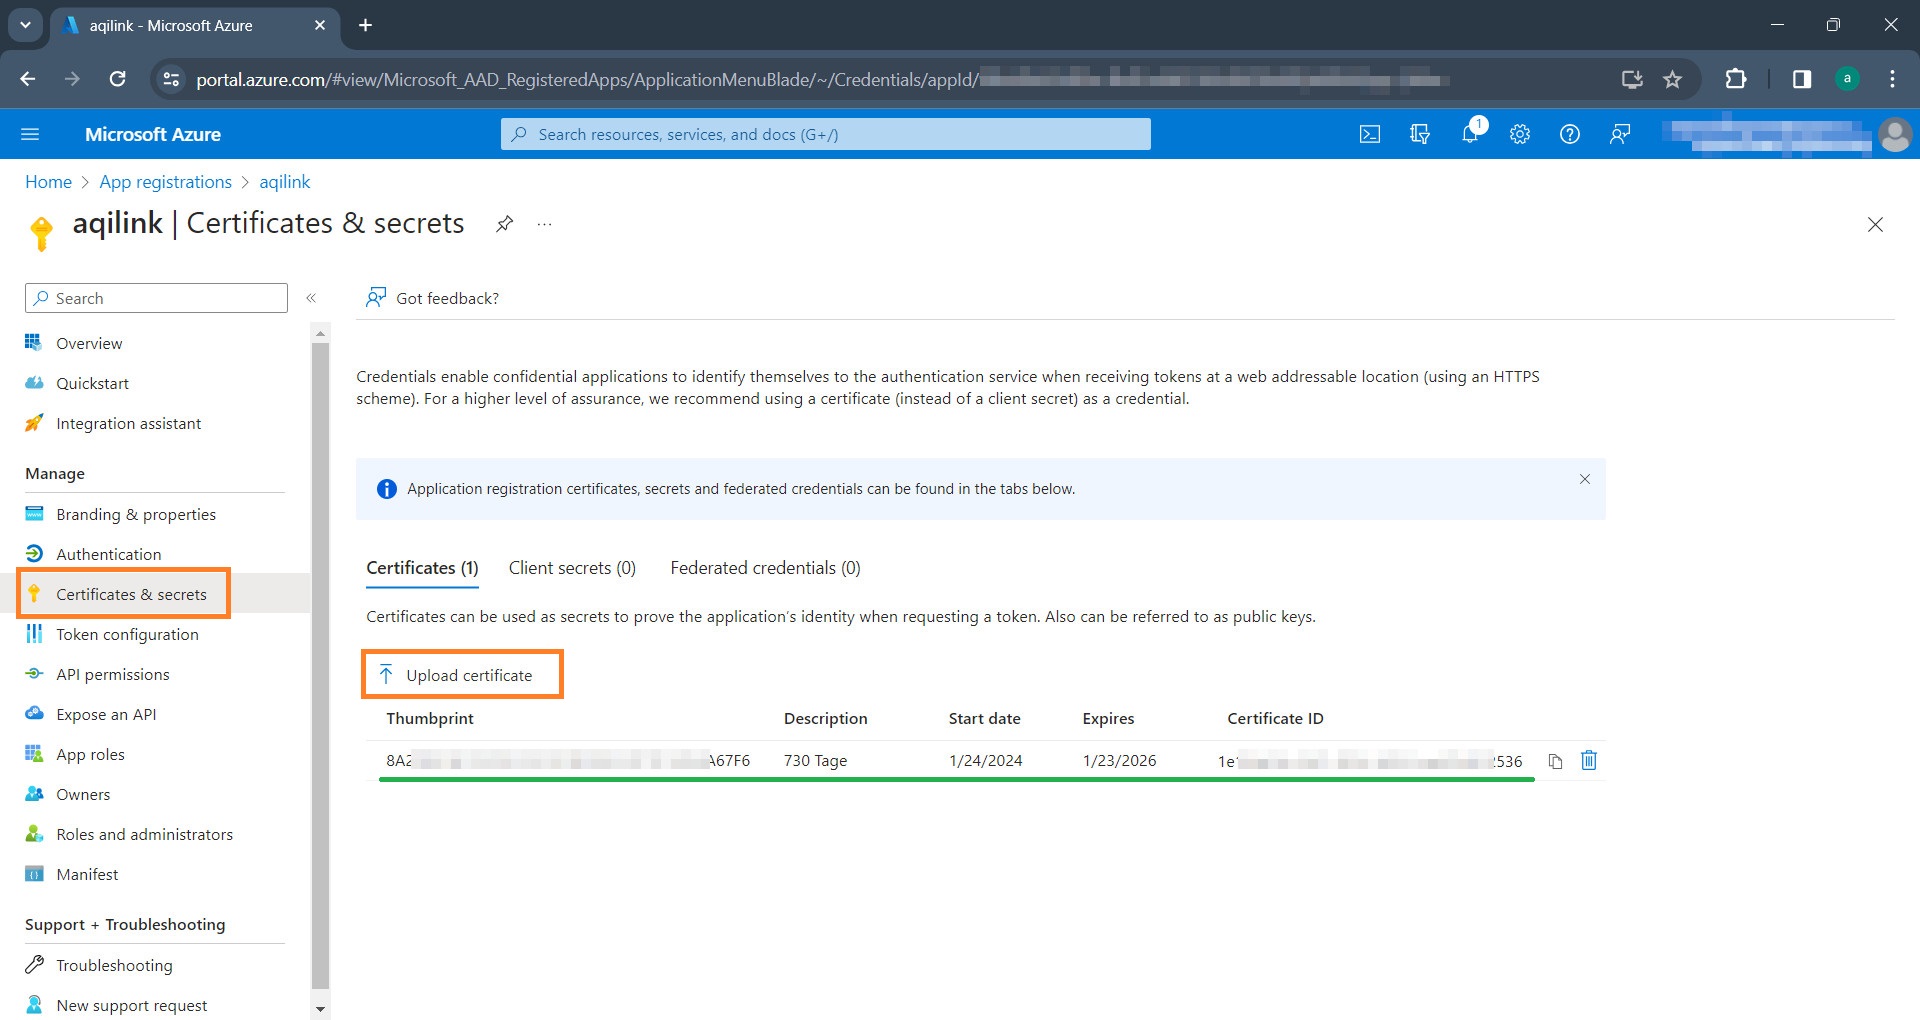 aqilink - Microsoft Azure
portal.azure.com/#view/Microsoft_AAD_RegisteredApps/ApplicationMenuBlade/~/Credentials/appId/
a
Microsoft Azure
Search resources, services, and docs (G+/)
1
Home > App registrations > aqilink
aqilink | Certificates & secrets
Search
Got feedback?
Overview
Quickstart
Integration assistant
Manage
Branding & properties
Authentication
Certificates & secrets
Token configuration
API permissions
Expose an API
App roles
Owners
Roles and administrators
Manifest
Support + Troubleshooting
Troubleshooting
New support request
Credentials enable confidential applications to identify themselves to the authentication service when receiving tokens at a web addressable location (using an HTTPS
scheme). For a higher level of assurance, we recommend using a certificate (instead of a client secret) as a credential.
Application registration certificates, secrets and federated credentials can be found in the tabs below.
Certificates (1) Client secrets (0) Federated credentials (0)
Certificates can be used as secrets to prove the application's identity when requesting a token. Also can be referred to as public keys.
Upload certificate
Thumbprint Description Start date Expires Certificate ID
8A2 A67F6 730 Tage 1/24/2024 1/23/2026 1e 2536